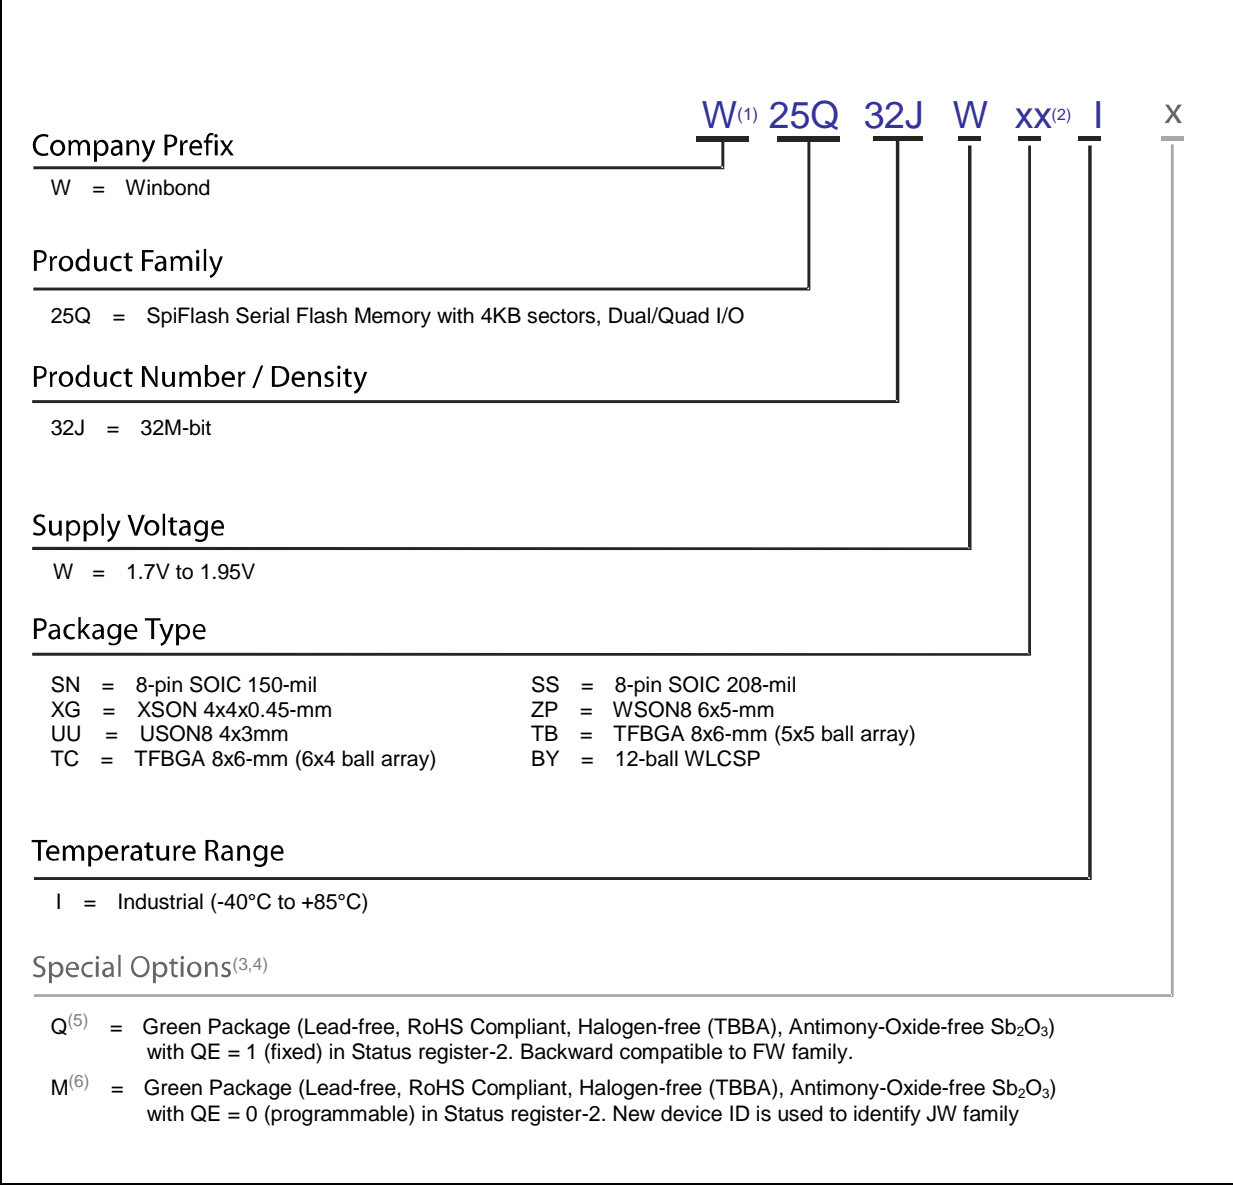 W(1) 25Q 32J W xx(2) I x
Company Prefix
W = Winbond
Product Family
25Q = SpiFlash Serial Flash Memory with 4KB sectors, Dual/Quad I/O
Product Number / Density
32J = 32M-bit
Supply Voltage
W = 1.7V to 1.95V
Package Type
SN = 8-pin SOIC 150-mil SS = 8-pin SOIC 208-mil
XG = XSON 4x4x0.45-mm ZP = WSON8 6x5-mm
UU = USON8 4x3mm TB = TFBGA 8x6-mm (5x5 ball array)
TC = TFBGA 8x6-mm (6x4 ball array) BY = 12-ball WLCSP
Temperature Range
I = Industrial (-40°C to +85°C)
Special Options(3,4)
Q(5) = Green Package (Lead-free, RoHS Compliant, Halogen-free (TBBA), Antimony-Oxide-free Sb₂O₃)
with QE = 1 (fixed) in Status register-2. Backward compatible to FW family.
M(6) = Green Package (Lead-free, RoHS Compliant, Halogen-free (TBBA), Antimony-Oxide-free Sb₂O₃)
with QE = 0 (programmable) in Status register-2. New device ID is used to identify JW family